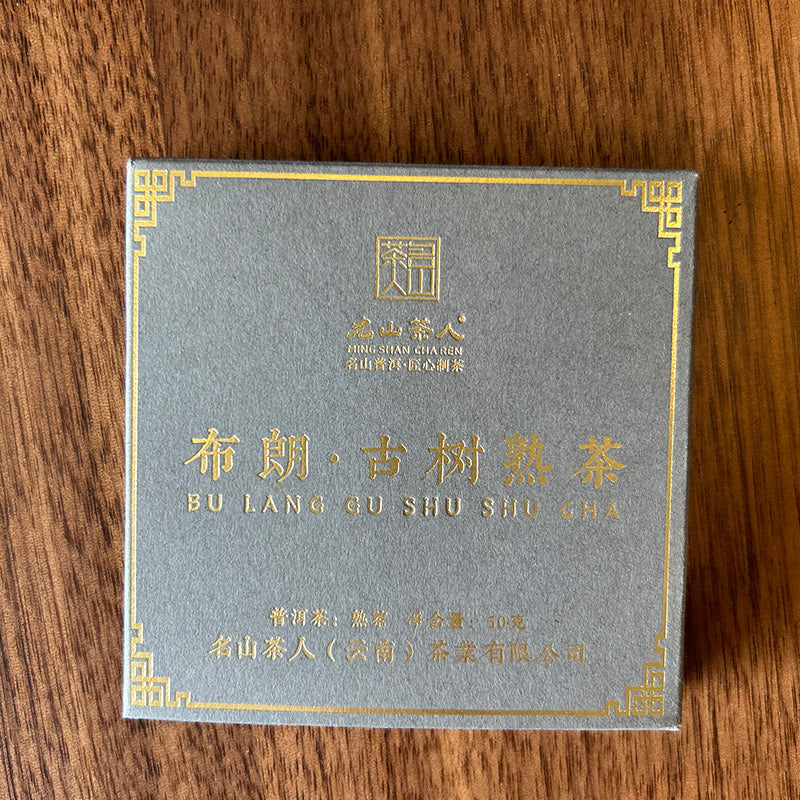 名山茶人
名山茶人
MING SHAN CHA REN
名山普洱·匠心制茶
布朗·古树熟茶
BU LANG GU SHU SHU CHA
普洱茶：熟茶 净含量：50克
名山茶人（云南）茶業有限公司